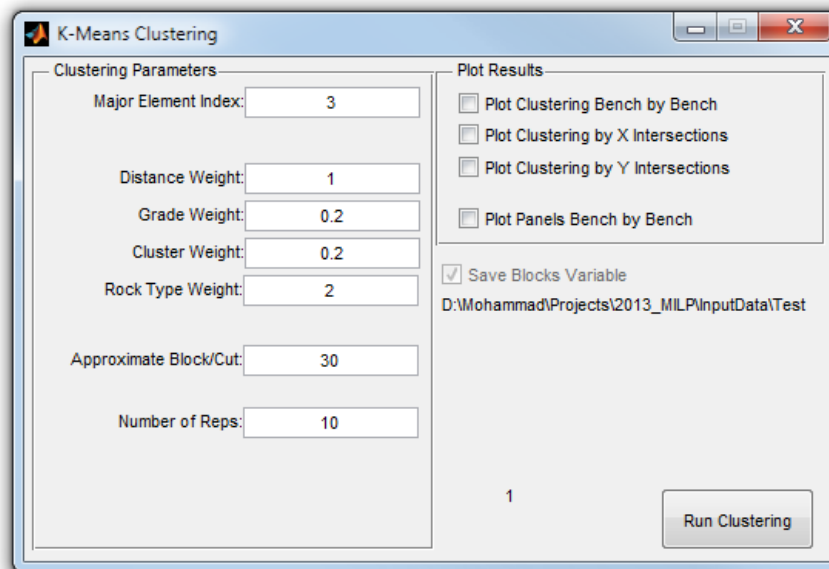 K-Means Clustering
Clustering Parameters
Major Element Index: 3
Distance Weight: 1
Grade Weight: 0.2
Cluster Weight: 0.2
Rock Type Weight: 2
Approximate Block/Cut: 30
Number of Reps: 10
Plot Results
Plot Clustering Bench by Bench
Plot Clustering by X Intersections
Plot Clustering by Y Intersections
Plot Panels Bench by Bench
Save Blocks Variable
D:\Mohammad\Projects\2013_MILP\InputData\Test
1
Run Clustering